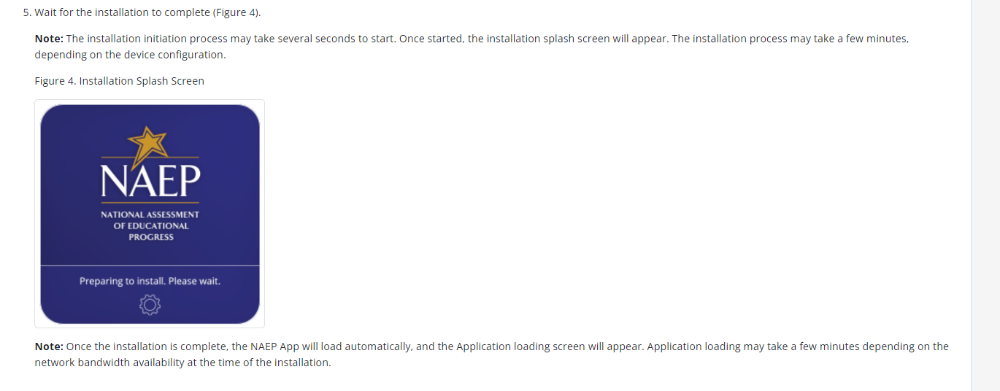 5. Wait for the installation to complete (Figure 4).
Note: The installation initiation process may take several seconds to start. Once started, the installation splash screen will appear. The installation process may take a few minutes,
depending on the device configuration.
Figure 4. Installation Splash Screen
NAEP
NATIONAL ASSESSMENT
OF EDUCATIONAL
PROGRESS
Preparing to install. Please wait.
Note: Once the installation is complete, the NAEP App will load automatically, and the Application loading screen will appear. Application loading may take a few minutes depending on the
network bandwidth availability at the time of the installation.